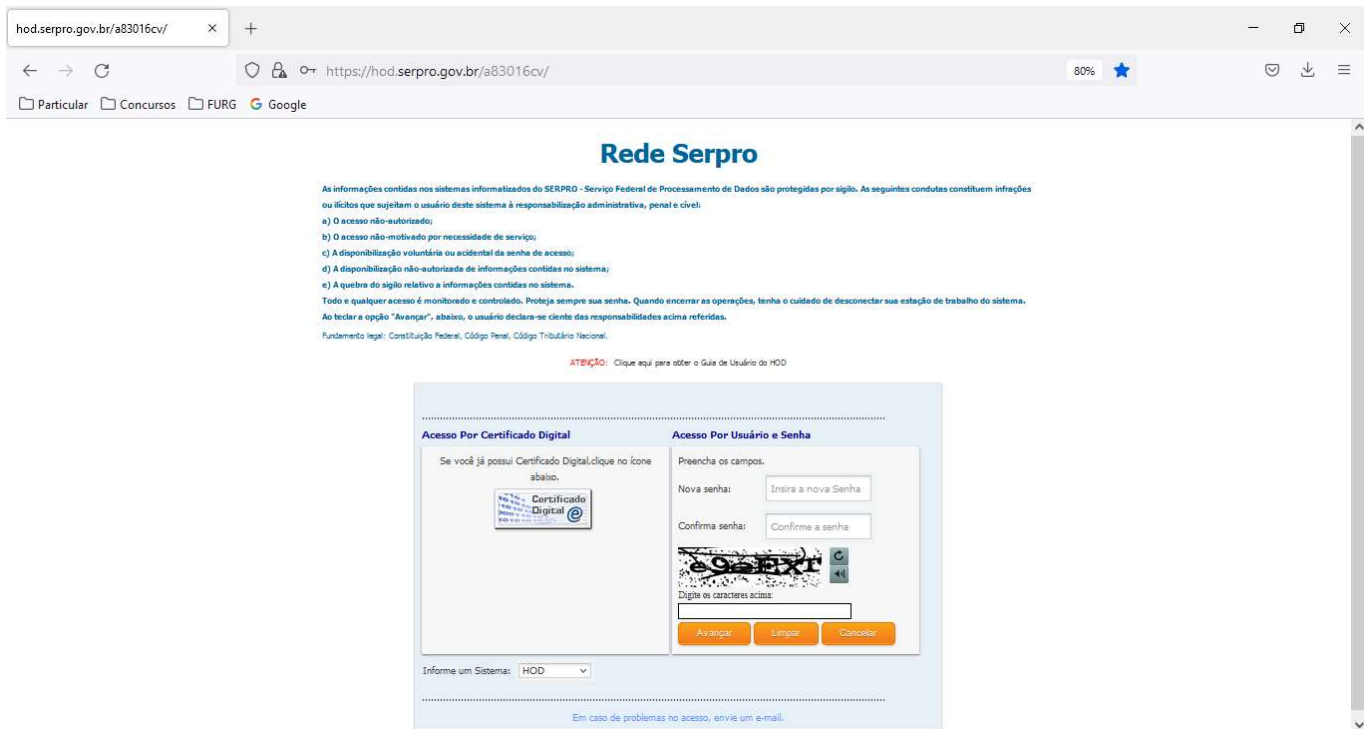 hod.serpro.gov.br/a83016cv/
https://hod.serpro.gov.br/a83016cv/
80%
Particular Concursos FURG Google
Rede Serpro
As informações contidas nos sistemas informatizados do SERPRO - Serviço Federal de Processamento de Dados são protegidas por sigilo. As seguintes condutas constituem infrações
ou ilícitos que sujeitam o usuário deste sistema à responsabilização administrativa, penal e cível:
a) O acesso não-autorizado;
b) O acesso não-motivado por necessidade de serviço;
c) A disponibilização voluntária ou acidental da senha de acesso;
d) A disponibilização não-autorizada de informações contidas no sistema;
e) A quebra do sigilo relativo a informações contidas no sistema.
Todo e qualquer acesso é monitorado e controlado. Proteja sempre sua senha. Quando encerrar as operações, tenha o cuidado de desconectar sua estação de trabalho do sistema.
Ao teclar a opção "Avançar", abaixo, o usuário declara-se ciente das responsabilidades acima referidas.
Fundamento legal: Constituição Federal, Código Penal, Código Tributário Nacional.
ATENÇÃO: Clique aqui para obter o Guia de Usuário do HOD
Acesso Por Certificado Digital
Se você já possui Certificado Digital,clique no ícone
abaixo.
Certificado
Digital
Acesso Por Usuário e Senha
Preencha os campos.
Nova senha: Insira a nova Senha
Confirma senha: Confirme a senha
e9eEXT
Digite os caracteres acima:
Avançar Limpar Cancelar
Informe um Sistema: HOD
Em caso de problemas no acesso, envie um e-mail.